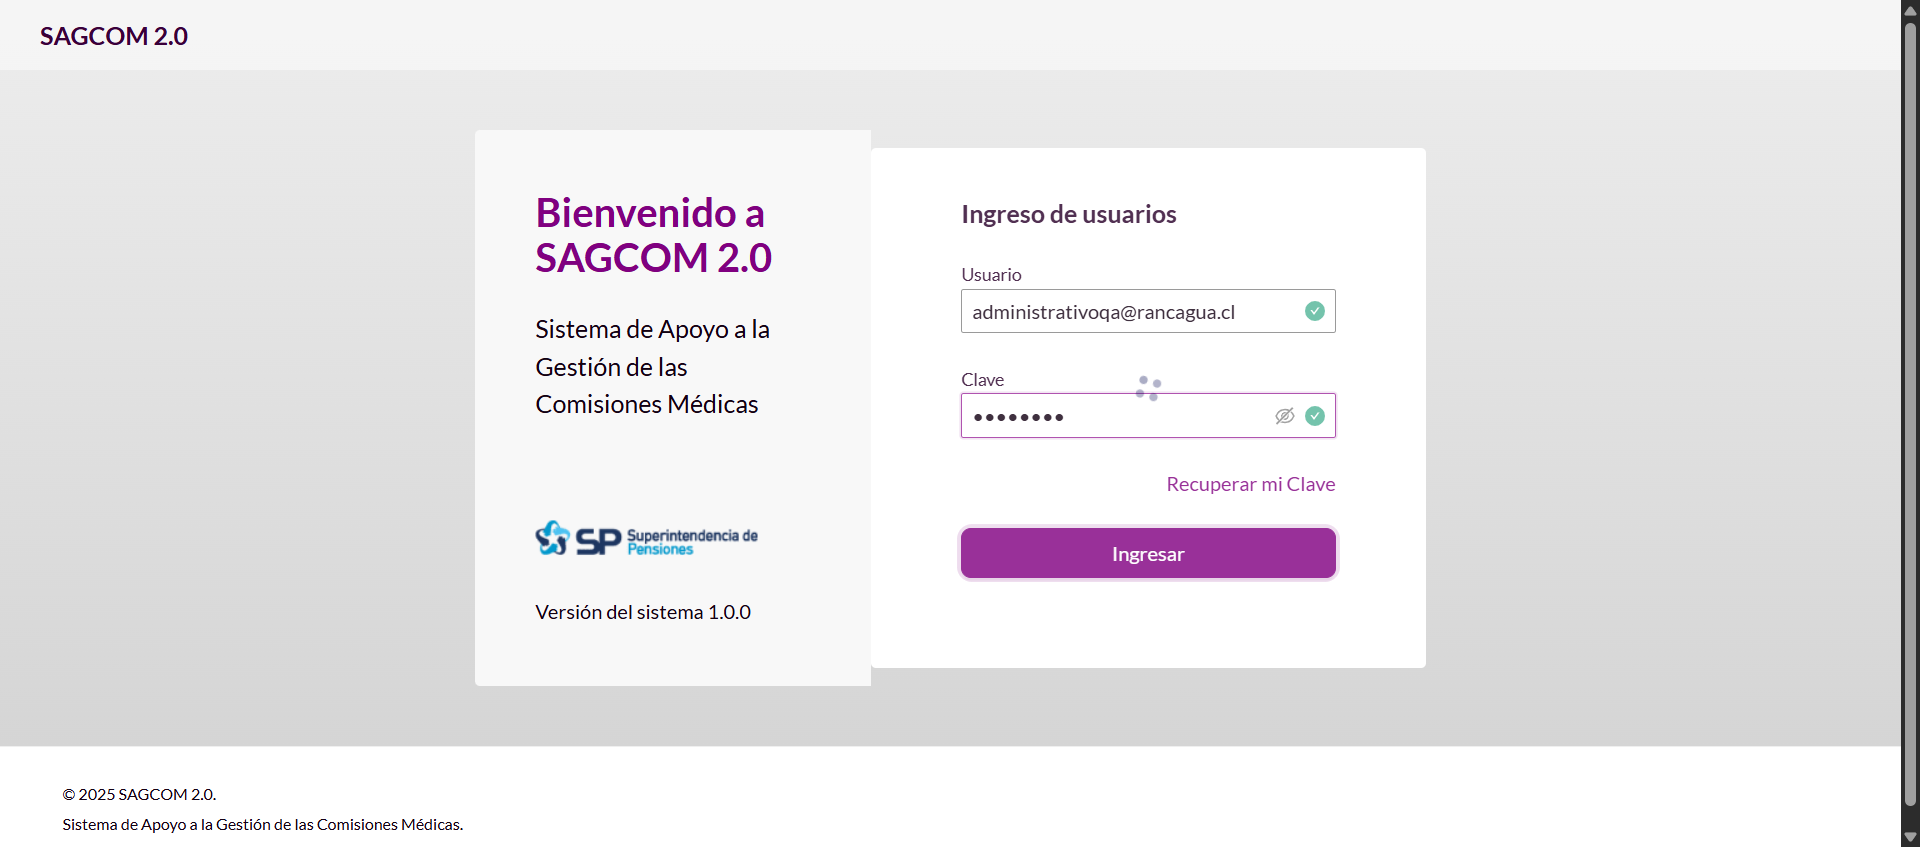 SAGCOM 2.0
Bienvenido a
SAGCOM 2.0
Sistema de Apoyo a la
Gestión de las
Comisiones Médicas
SP Superintendencia de
Pensiones
Versión del sistema 1.0.0
Ingreso de usuarios
Usuario
administrativoqa@rancagua.cl
Clave
••••••••
Recuperar mi Clave
Ingresar
© 2025 SAGCOM 2.0.
Sistema de Apoyo a la Gestión de las Comisiones Médicas.